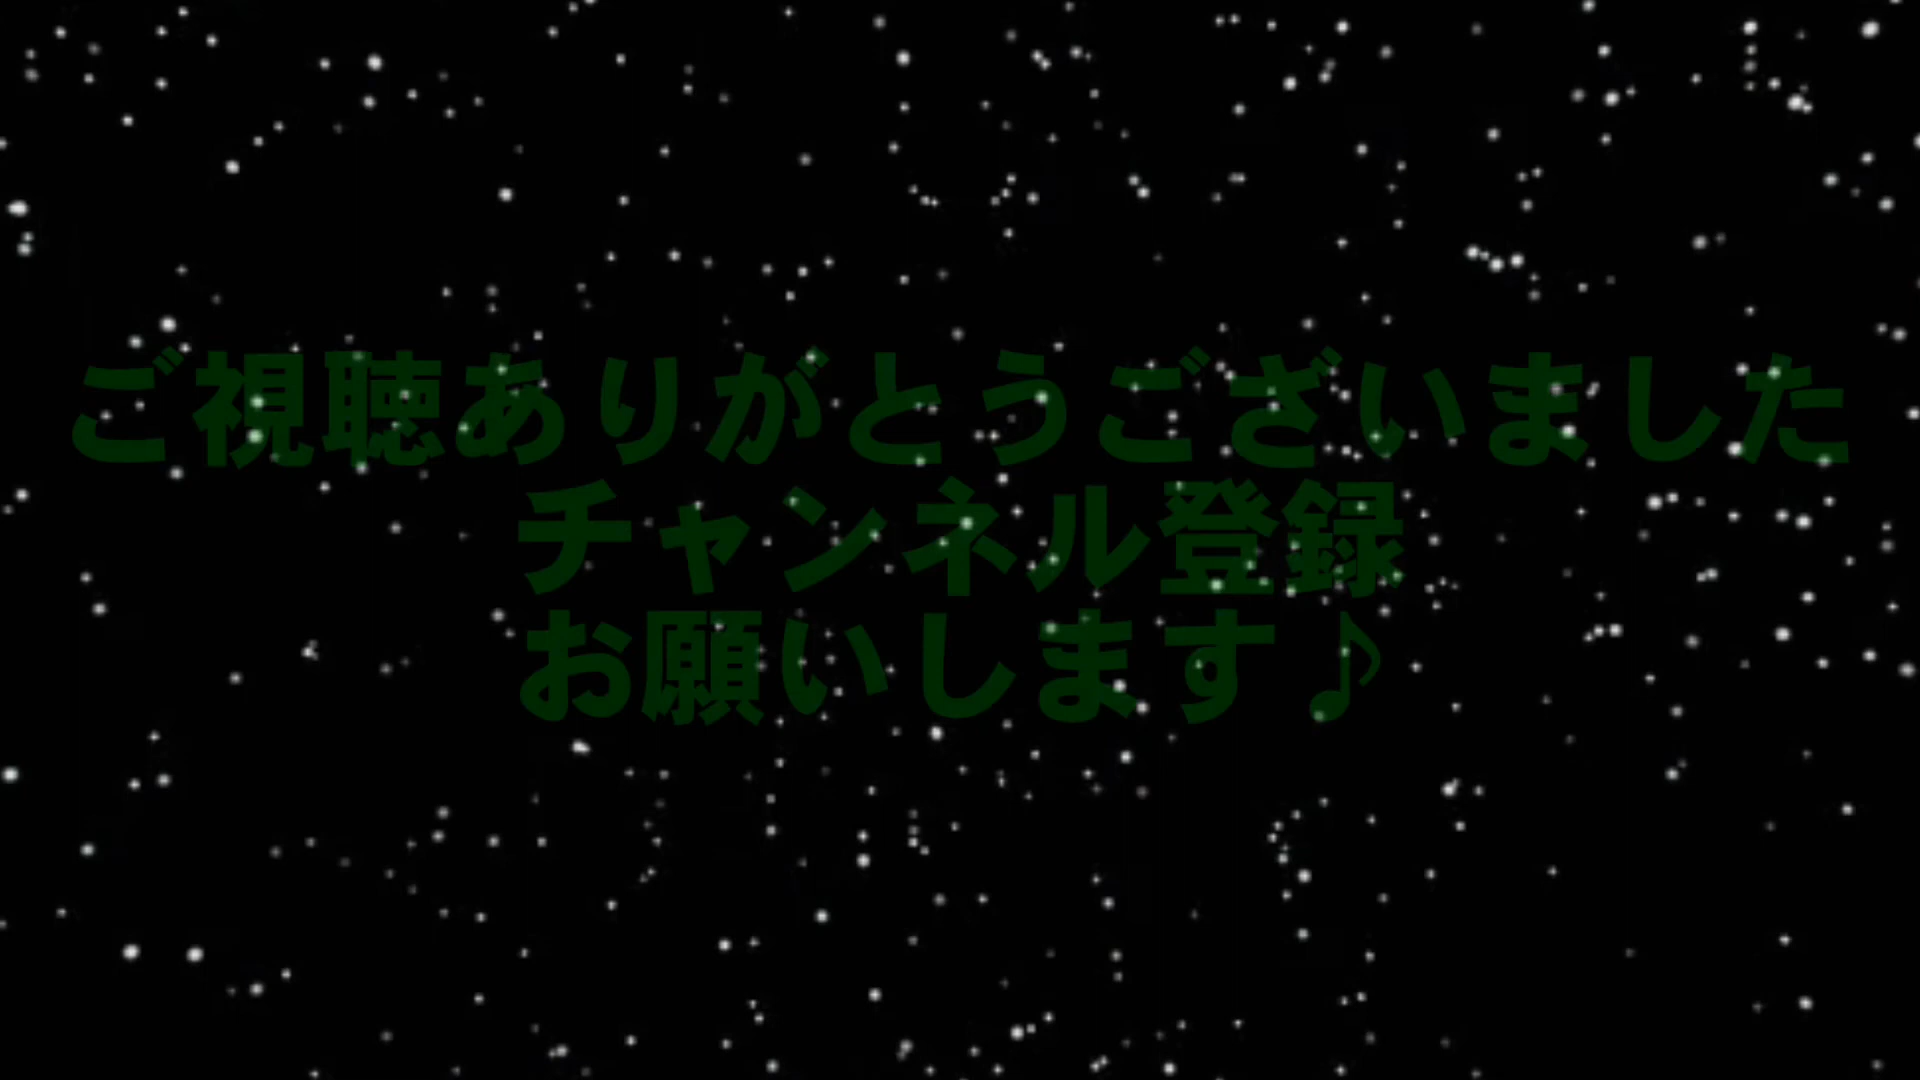 ご視聴ありがとうございました
チャンネル登録
お願いします♪